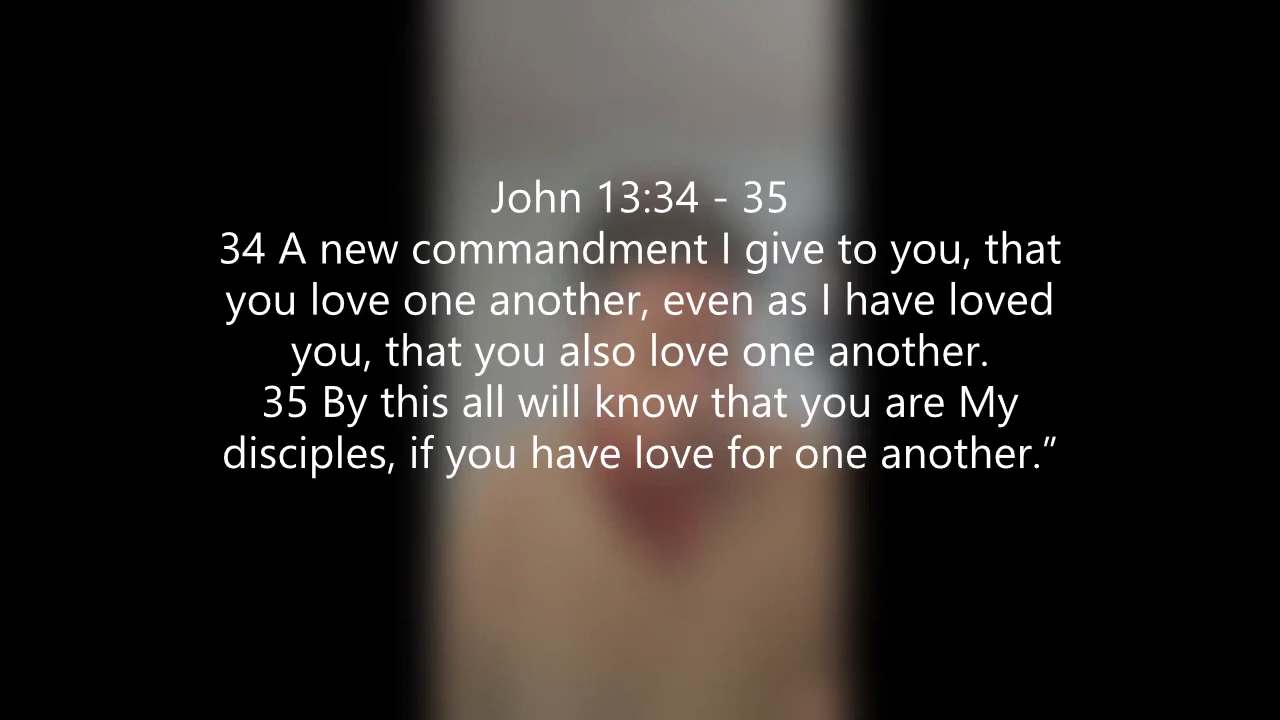 John 13:34 - 35
34 A new commandment I give to you, that
you love one another, even as I have loved
you, that you also love one another.
35 By this all will know that you are My
disciples, if you have love for one another.”